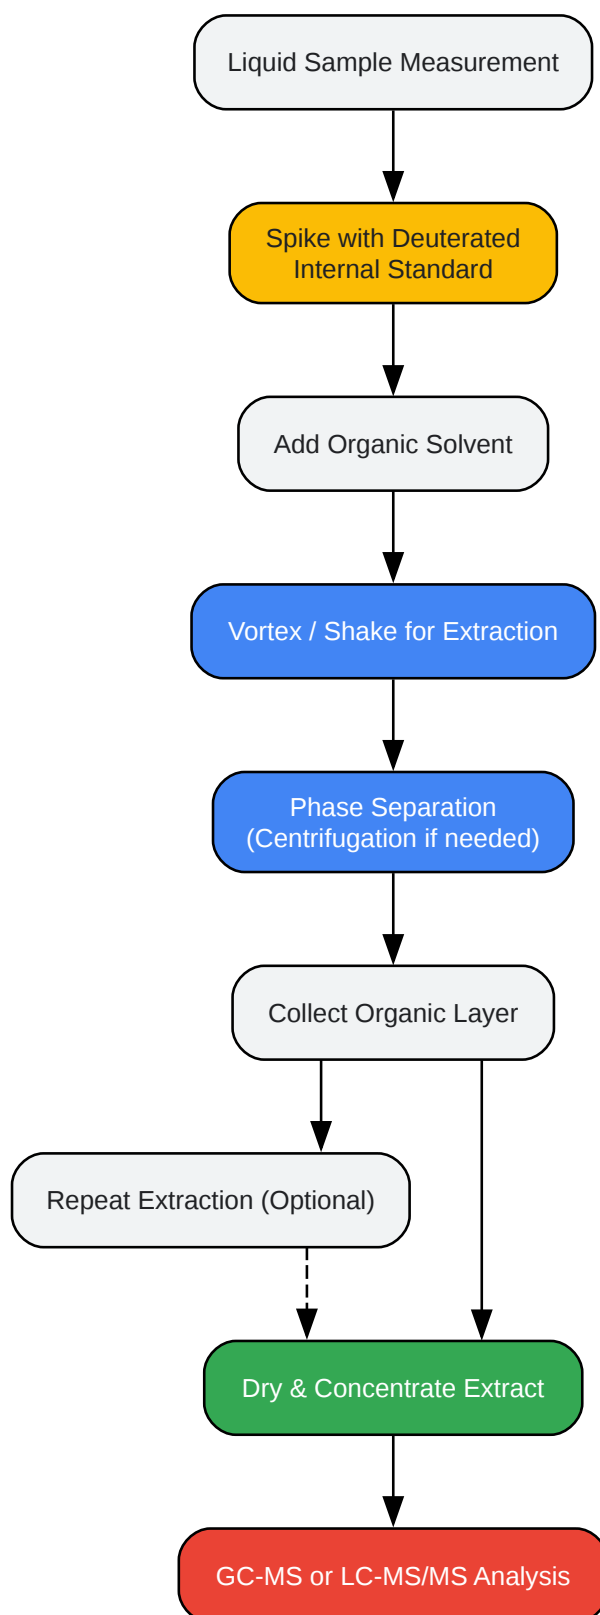 Liquid Sample Measurement
Spike with Deuterated
Internal Standard
Add Organic Solvent
Vortex / Shake for Extraction
Phase Separation
(Centrifugation if needed)
Collect Organic Layer
Repeat Extraction (Optional)
Dry & Concentrate Extract
GC-MS or LC-MS/MS Analysis